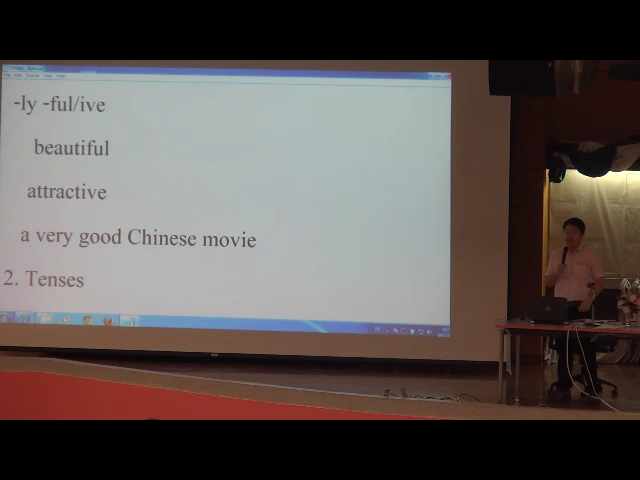 -ly -ful/ive
beautiful
attractive
a very good Chinese movie
2. Tenses